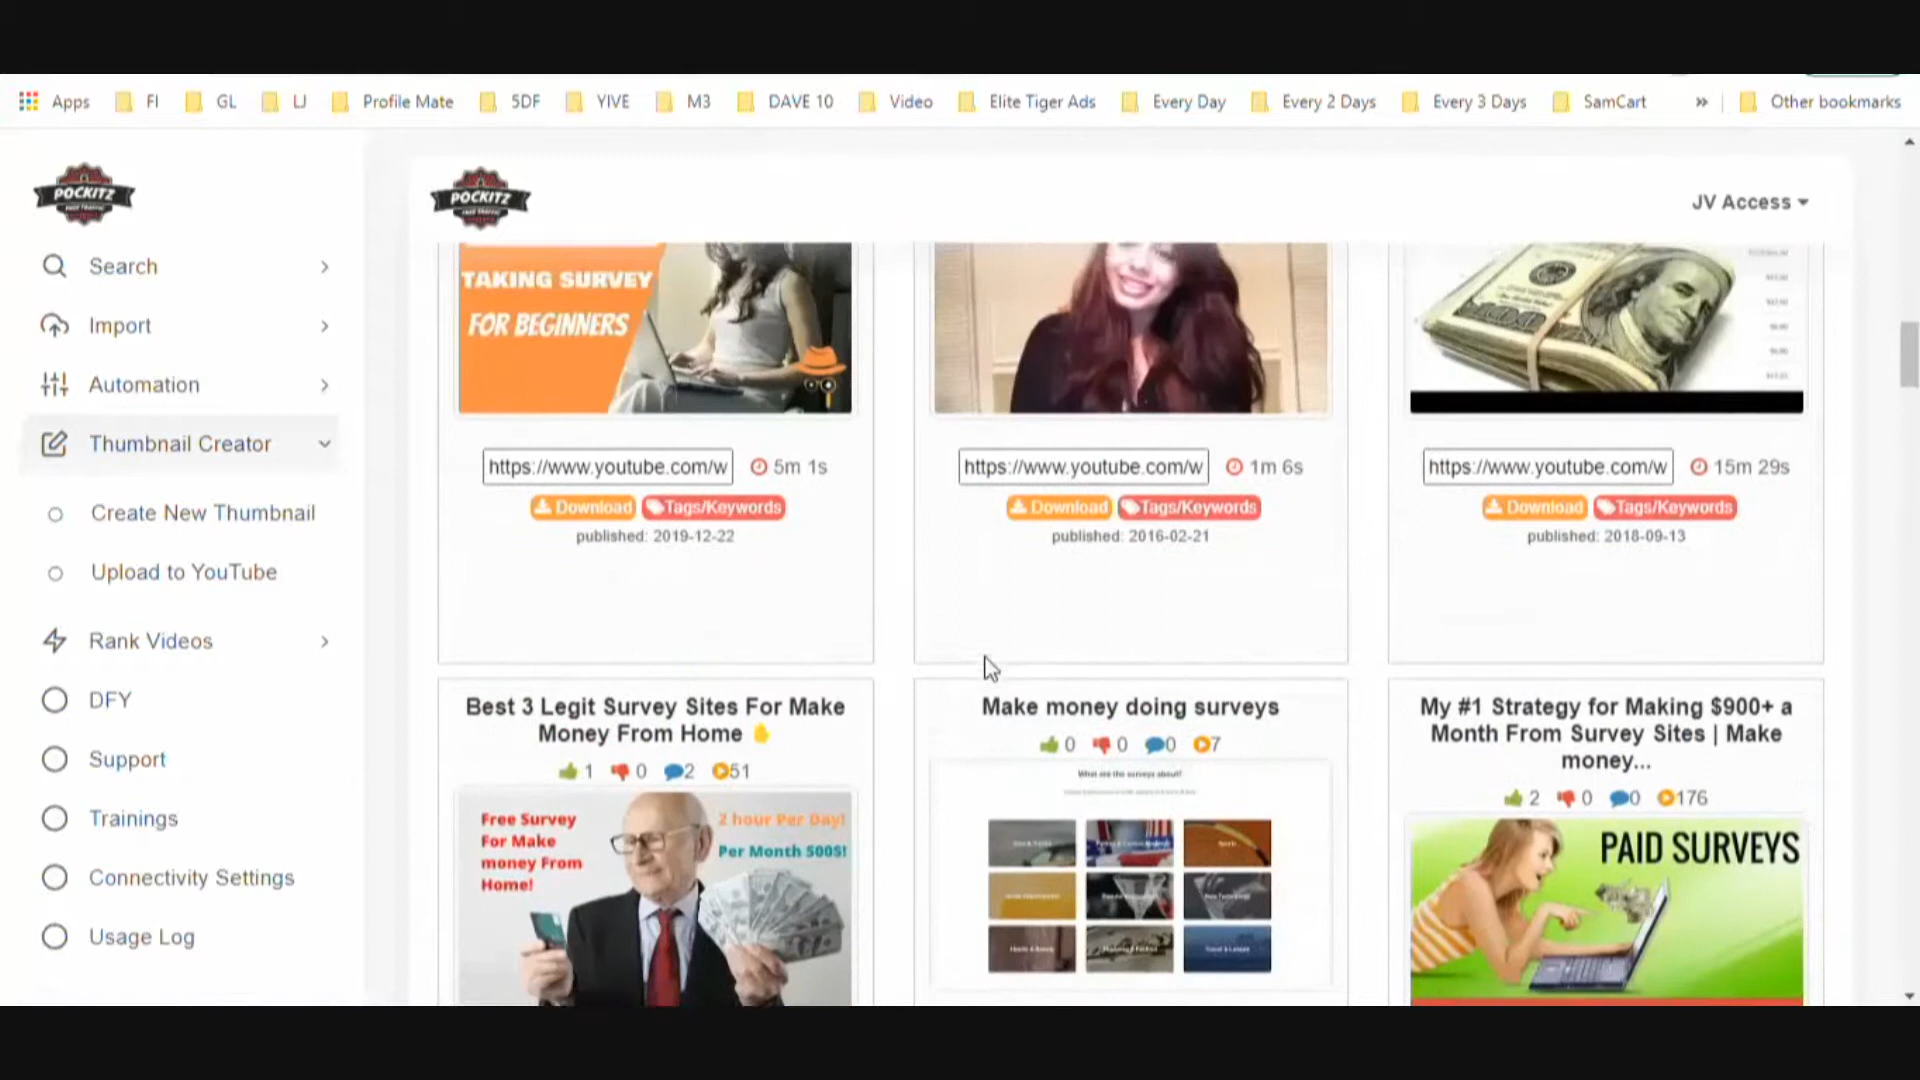 Apps FI GL LJ Profile Mate 5DF YIVE M3 DAVE 10 Video Elite Tiger Ads Every Day Every 2 Days Every 3 Days SamCart » Other bookmarks
POCKITZ
POCKITZ
JV Access
Search
Import
Automation
Thumbnail Creator
Create New Thumbnail
Upload to YouTube
Rank Videos
DFY
Support
Trainings
Connectivity Settings
Usage Log
TAKING SURVEY
FOR BEGINNERS
https://www.youtube.com/w 5m 1s
Download Tags/Keywords
published: 2019-12-22
https://www.youtube.com/w 1m 6s
Download Tags/Keywords
published: 2016-02-21
https://www.youtube.com/w 15m 29s
Download Tags/Keywords
published: 2018-09-13
Best 3 Legit Survey Sites For Make
Money From Home
1 0 2 51
Free Survey
For Make
money From
Home!
2 hour Per Day!
Per Month 500$!
Make money doing surveys
0 0 0 7
What are the surveys about?
Sports
Travel & Leisure
My #1 Strategy for Making $900+ a
Month From Survey Sites | Make
money...
2 0 0 176
PAID SURVEYS